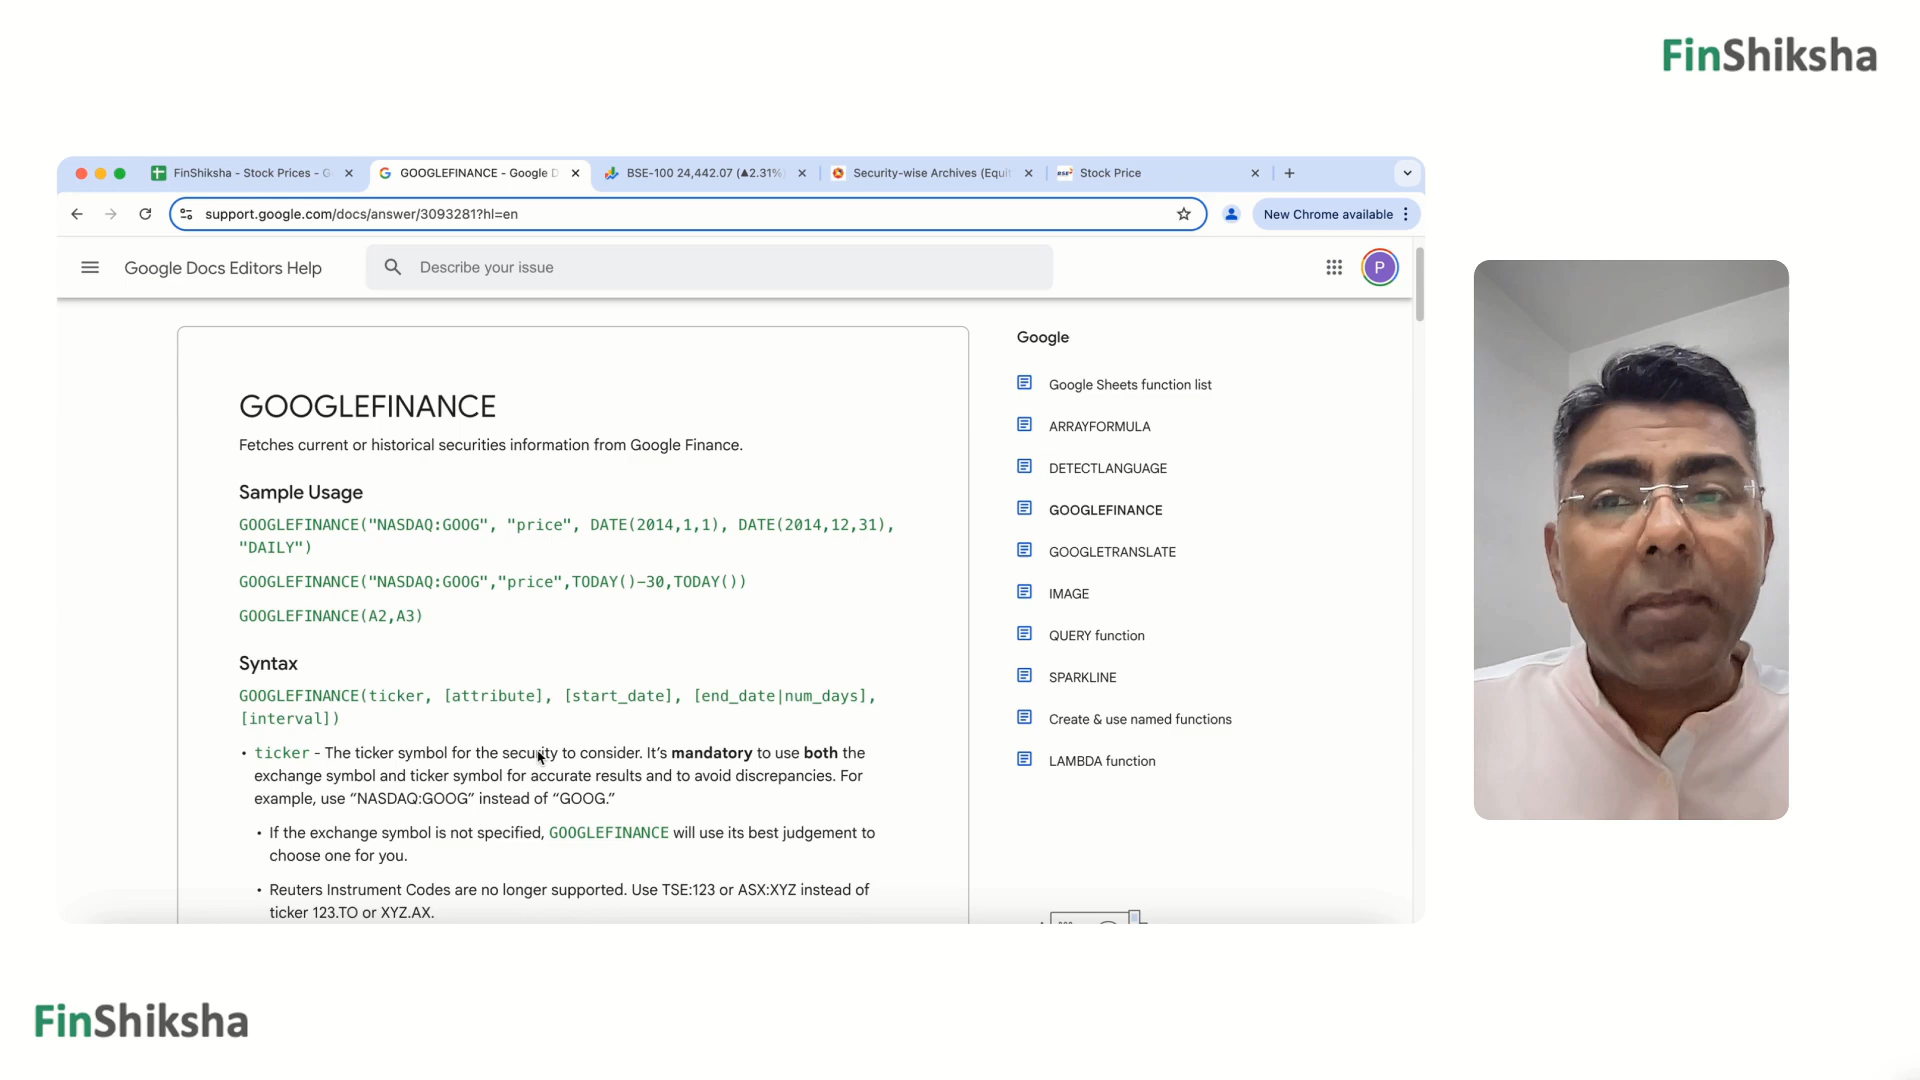 FinShiksha
FinShiksha - Stock Prices - G
GOOGLEFINANCE - Google D
BSE-100 24,442.07 (▲2.31%)
Security-wise Archives (Equit
Stock Price
support.google.com/docs/answer/3093281?hl=en
New Chrome available
Google Docs Editors Help
Describe your issue
P
GOOGLEFINANCE
Fetches current or historical securities information from Google Finance.
Sample Usage
GOOGLEFINANCE("NASDAQ:GOOG", "price", DATE(2014,1,1), DATE(2014,12,31),
"DAILY")
GOOGLEFINANCE("NASDAQ:GOOG","price",TODAY()-30,TODAY())
GOOGLEFINANCE(A2,A3)
Syntax
GOOGLEFINANCE(ticker, [attribute], [start_date], [end_date|num_days],
[interval])
• ticker - The ticker symbol for the security to consider. It’s mandatory to use both the
exchange symbol and ticker symbol for accurate results and to avoid discrepancies. For
example, use “NASDAQ:GOOG” instead of “GOOG.”
• If the exchange symbol is not specified, GOOGLEFINANCE will use its best judgement to
choose one for you.
• Reuters Instrument Codes are no longer supported. Use TSE:123 or ASX:XYZ instead of
ticker 123.TO or XYZ.AX.
Google
Google Sheets function list
ARRAYFORMULA
DETECTLANGUAGE
GOOGLEFINANCE
GOOGLETRANSLATE
IMAGE
QUERY function
SPARKLINE
Create & use named functions
LAMBDA function
FinShiksha